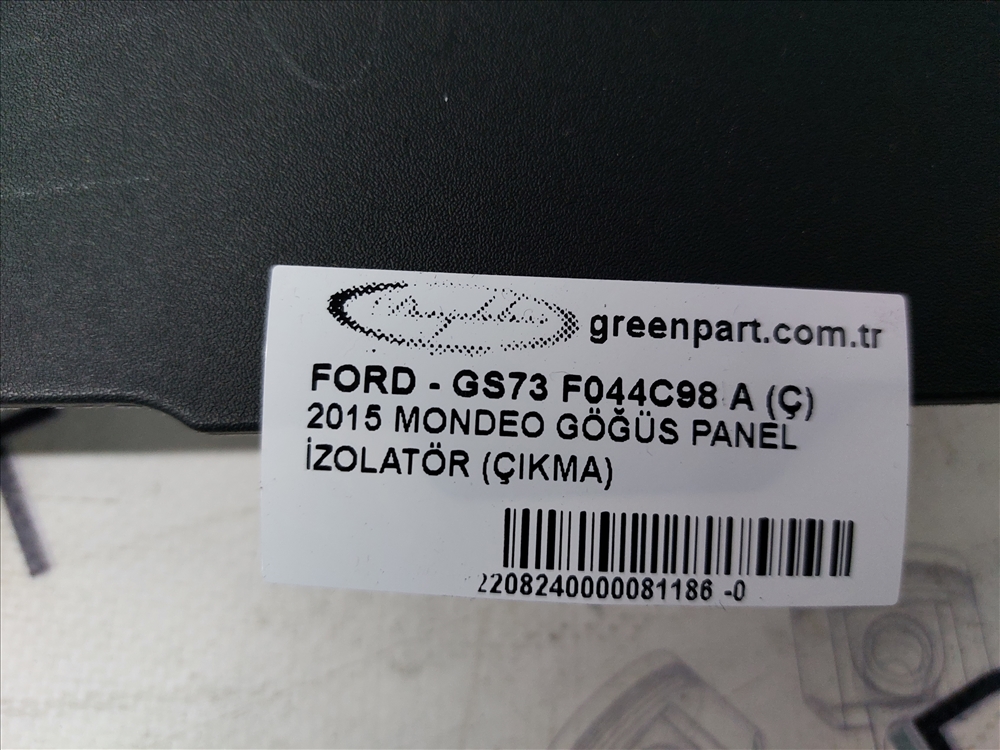 greenpart.com.tr
FORD - GS73 F044C98 A (Ç)
2015 MONDEO GÖĞÜS PANEL
İZOLATÖR (ÇIKMA)
2208240000081186 -0